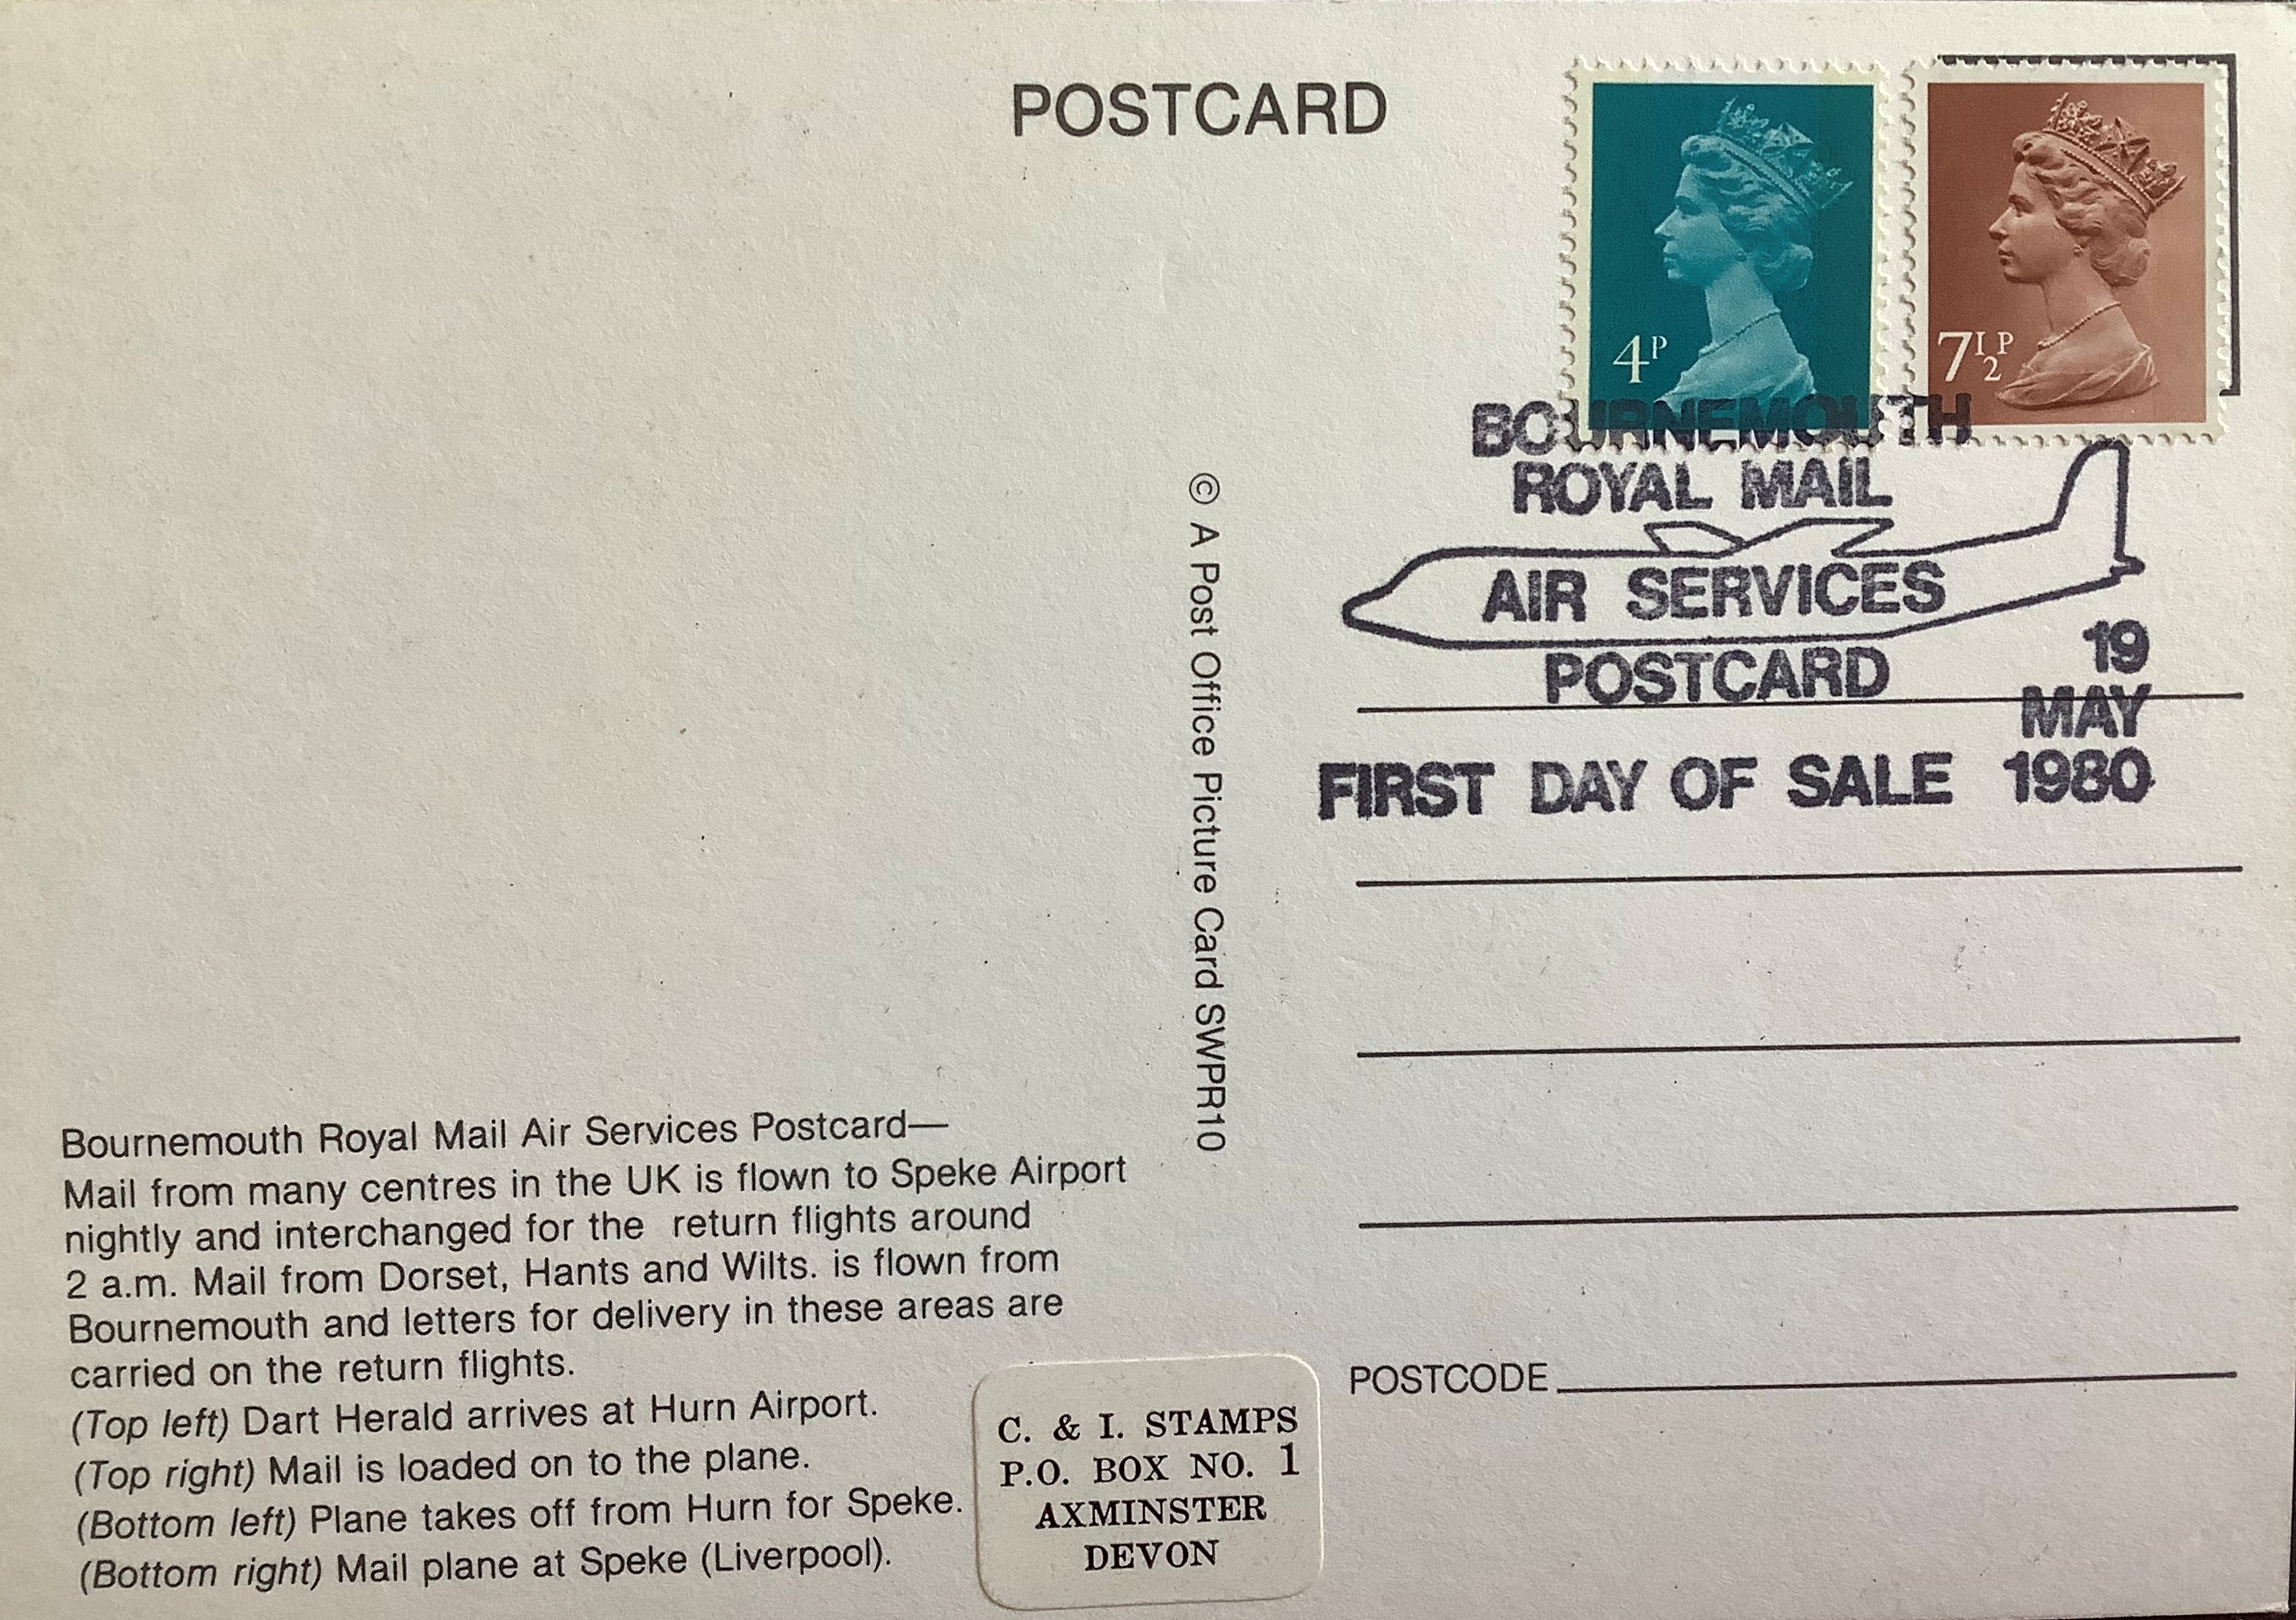 POSTCARD
4P
7½P
BOURNEMOUTH
ROYAL MAIL
AIR SERVICES
POSTCARD
19
MAY
FIRST DAY OF SALE 1980
© A Post Office Picture Card SWPR10
Bournemouth Royal Mail Air Services Postcard—
Mail from many centres in the UK is flown to Speke Airport
nightly and interchanged for the return flights around
2 a.m. Mail from Dorset, Hants and Wilts. is flown from
Bournemouth and letters for delivery in these areas are
carried on the return flights.
(Top left) Dart Herald arrives at Hurn Airport.
(Top right) Mail is loaded on to the plane.
(Bottom left) Plane takes off from Hurn for Speke.
(Bottom right) Mail plane at Speke (Liverpool).
C. & I. STAMPS
P.O. BOX NO. 1
AXMINSTER
DEVON
POSTCODE